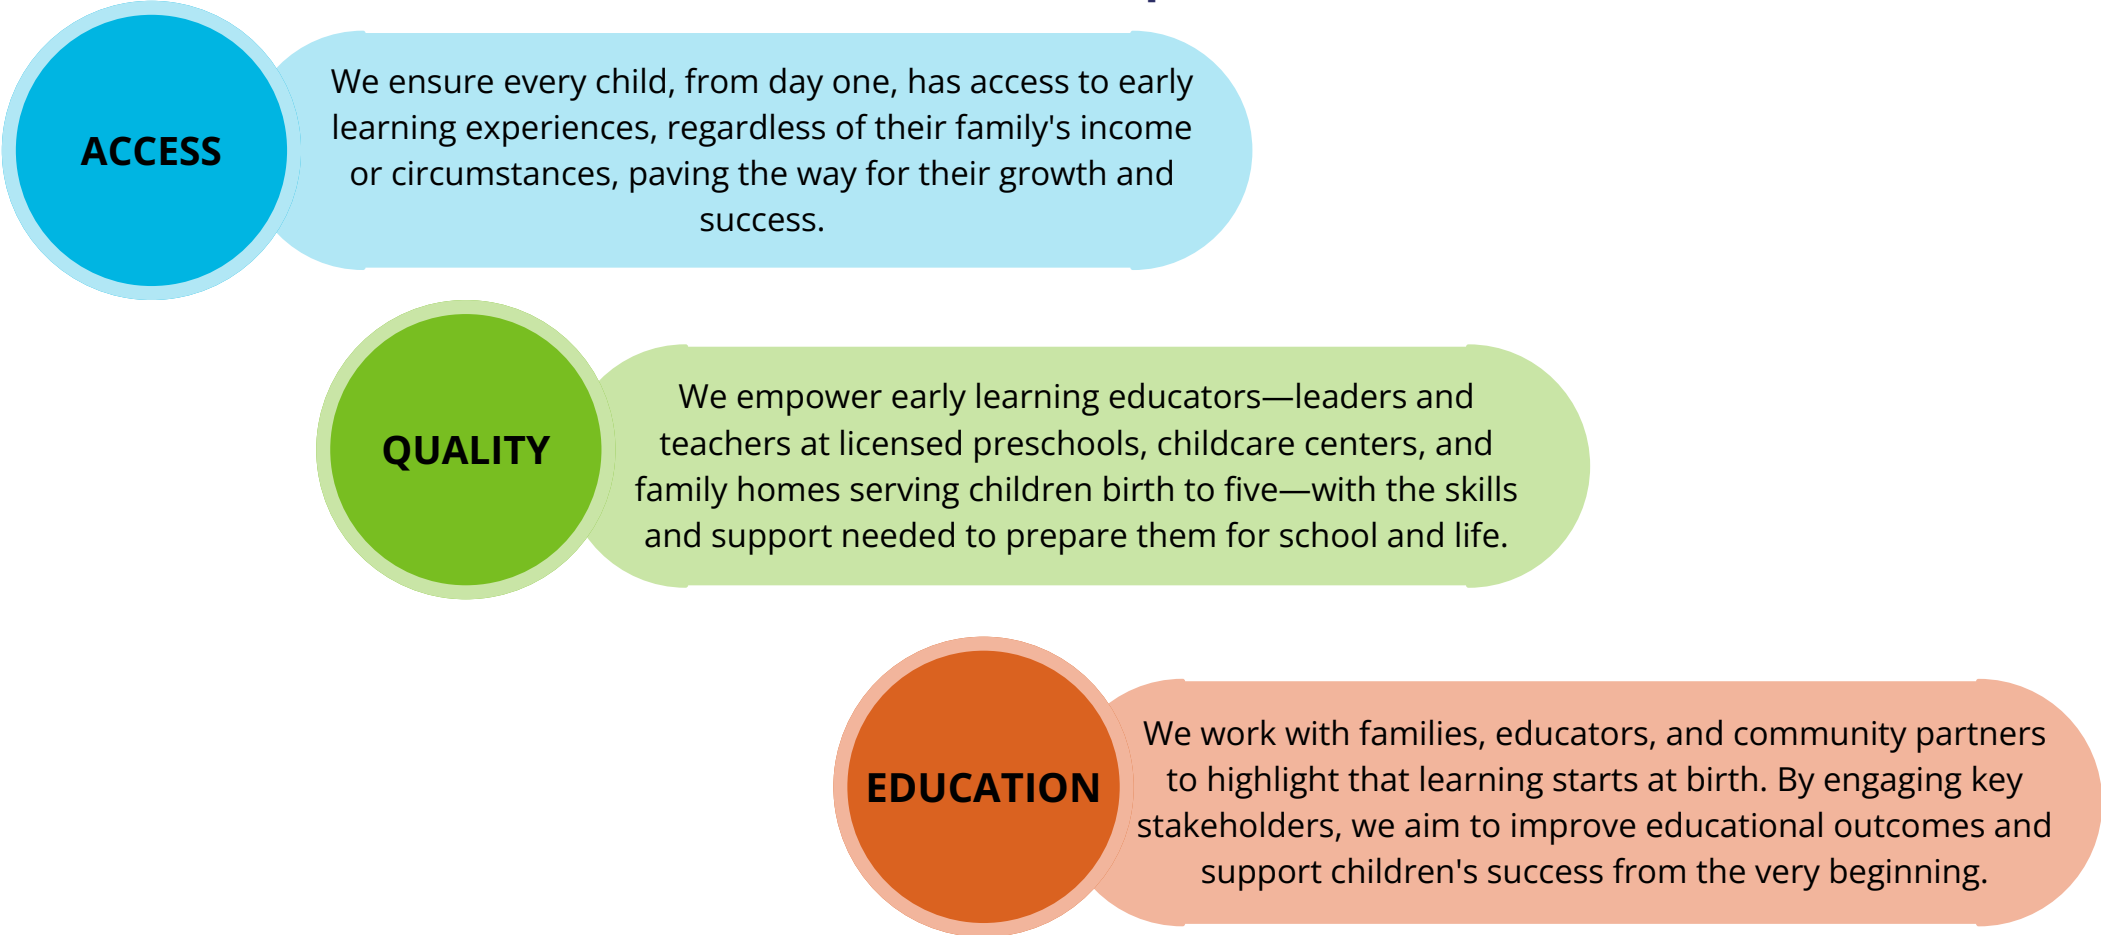 ACCESS
We ensure every child, from day one, has access to early
learning experiences, regardless of their family's income
or circumstances, paving the way for their growth and
success.
QUALITY
We empower early learning educators—leaders and
teachers at licensed preschools, childcare centers, and
family homes serving children birth to five—with the skills
and support needed to prepare them for school and life.
EDUCATION
We work with families, educators, and community partners
to highlight that learning starts at birth. By engaging key
stakeholders, we aim to improve educational outcomes and
support children's success from the very beginning.